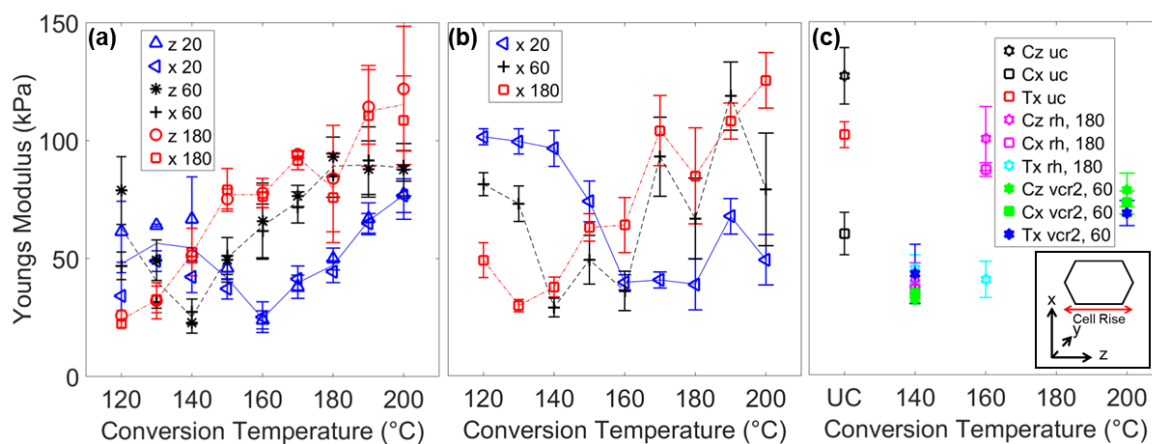 Youngs Modulus (kPa)
150
100
50
0
(a)
z 20
x 20
z 60
x 60
z 180
x 180
120 140 160 180 200
Conversion Temperature (°C)
(b)
x 20
x 60
x 180
120 140 160 180 200
Conversion Temperature (°C)
(c)
Cz uc
Cx uc
Tx uc
Cz rh, 180
Cx rh, 180
Tx rh, 180
Cz vcr2, 60
Cx vcr2, 60
Tx vcr2, 60
x
Cell Rise
y
z
UC 140 160 180 200
Conversion Temperature (°C)